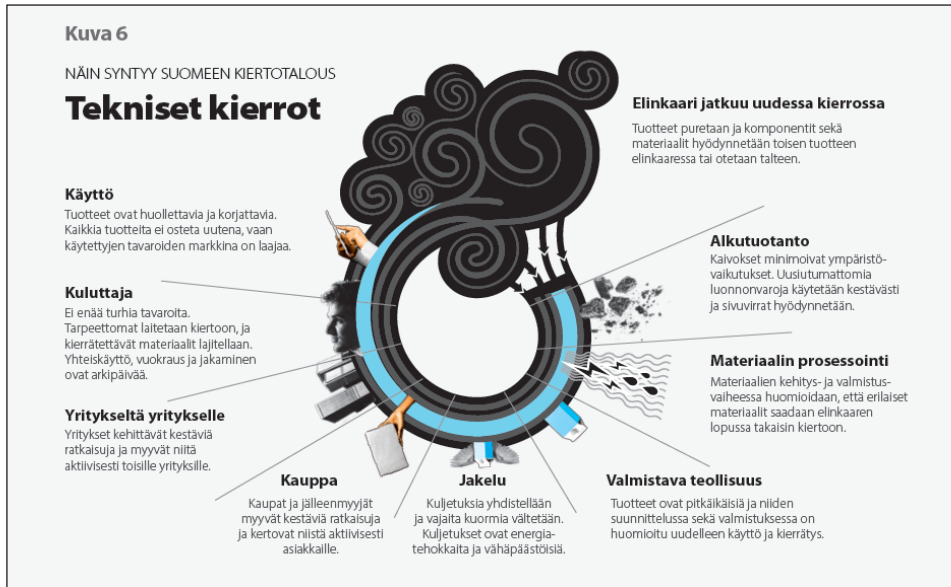 Kuva 6
NÄIN SYNTYY SUOMEEN KIERTOTALOUS
Tekniset kierrot
Elinkaari jatkuu uudessa kierrossa
Tuotteet puretaan ja komponentit sekä
materiaalit hyödynnetään toisen tuotteen
elinkaaressa tai otetaan talteen.
Alkutuotanto
Kaivokset minimoivat ympäristö-
vaikutukset. Uusiutumattomia
luonnonvaroja käytetään kestävästi
ja sivuvirrat hyödynnetään.
Materiaalin prosessointi
Materiaalien kehitys- ja valmistus-
vaiheessa huomioidaan, että erilaiset
materiaalit saadaan elinkaaren
lopussa takaisin kiertoon.
Valmistava teollisuus
Tuotteet ovat pitkäikäisiä ja niiden
suunnittelussa sekä valmistuksessa on
huomioitu uudelleen käyttö ja kierrätys.
Jakelu
Kuljetuksia yhdistellään
ja vajaita kuormia vältetään.
Kuljetukset ovat energia-
tehokkaita ja vähäpäästöisiä.
Kauppa
Kaupat ja jälleenmyyjät
myyvät kestäviä ratkaisuja
ja kertovat niistä aktiivisesti
asiakkaille.
Yritykseltä yritykselle
Yritykset kehittävät kestäviä
ratkaisuja ja myyvät niitä
aktiivisesti toisille yrityksille.
Kuluttaja
Ei enää turhia tavaroita.
Tarpeettomat laitetaan kiertoon, ja
kierrätettävät materiaalit lajitellaan.
Yhteiskäyttö, vuokraus ja jakaminen
ovat arkipäivää.
Käyttö
Tuotteet ovat huollettavia ja korjattavia.
Kaikkia tuotteita ei osteta uutena, vaan
käytettyjen tavaroiden markkina on laajaa.